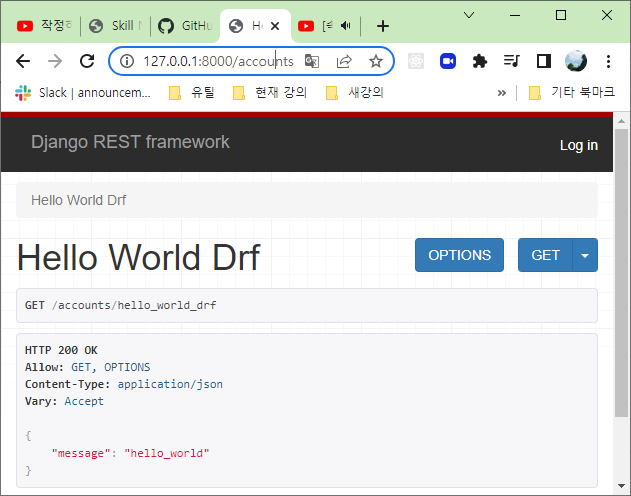 작정ㅎ
Skill N
GitHu
He
127.0.0.1:8000/accounts
Slack | announcem...
유틸
현재 강의
새강의
»
기타 북마크
Django REST framework
Log in
Hello World Drf
Hello World Drf
OPTIONS
GET
GET /accounts/hello_world_drf
HTTP 200 OK
Allow: GET, OPTIONS
Content-Type: application/json
Vary: Accept
{
"message": "hello_world"
}